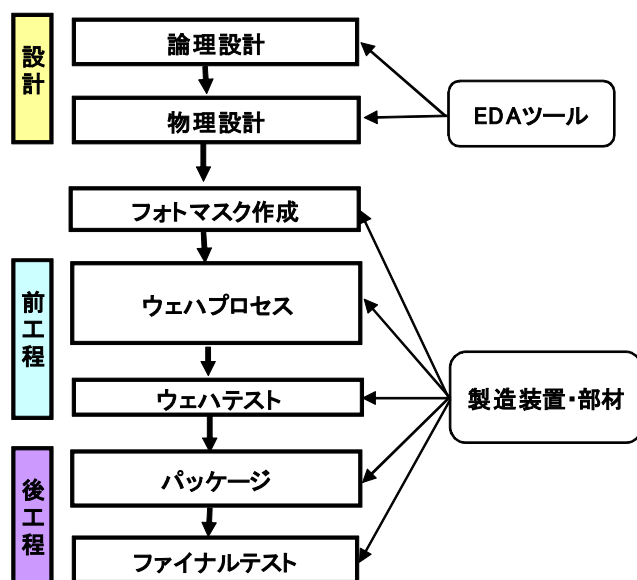 設計
論理設計
物理設計
EDAツール
フォトマスク作成
前工程
ウェハプロセス
ウェハテスト
製造装置・部材
後工程
パッケージ
ファイナルテスト